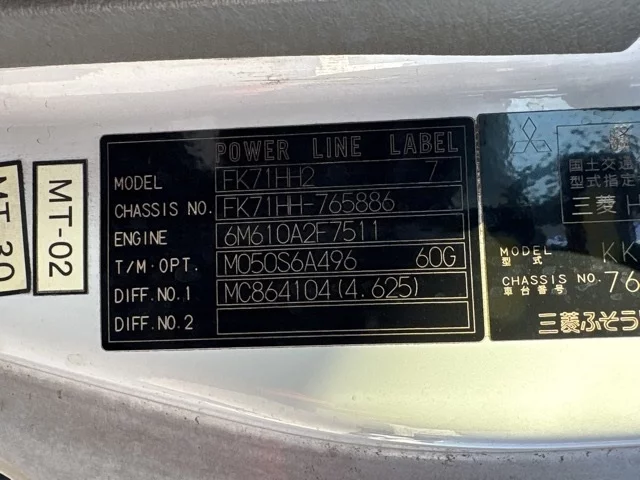 MT-30
MT-02
POWER LINE LABEL
MODEL FK71HH2 7
CHASSIS NO. FK71HH-765886
ENGINE 6M610A2F7511
T/M·OPT. M050S6A496 60G
DIFF.NO.1 MC864104(4.625)
DIFF.NO.2
国土交通
型式指定
三菱 H
MODEL KK
型式
CHASSIS NO. 76
車台番号
三菱ふそう